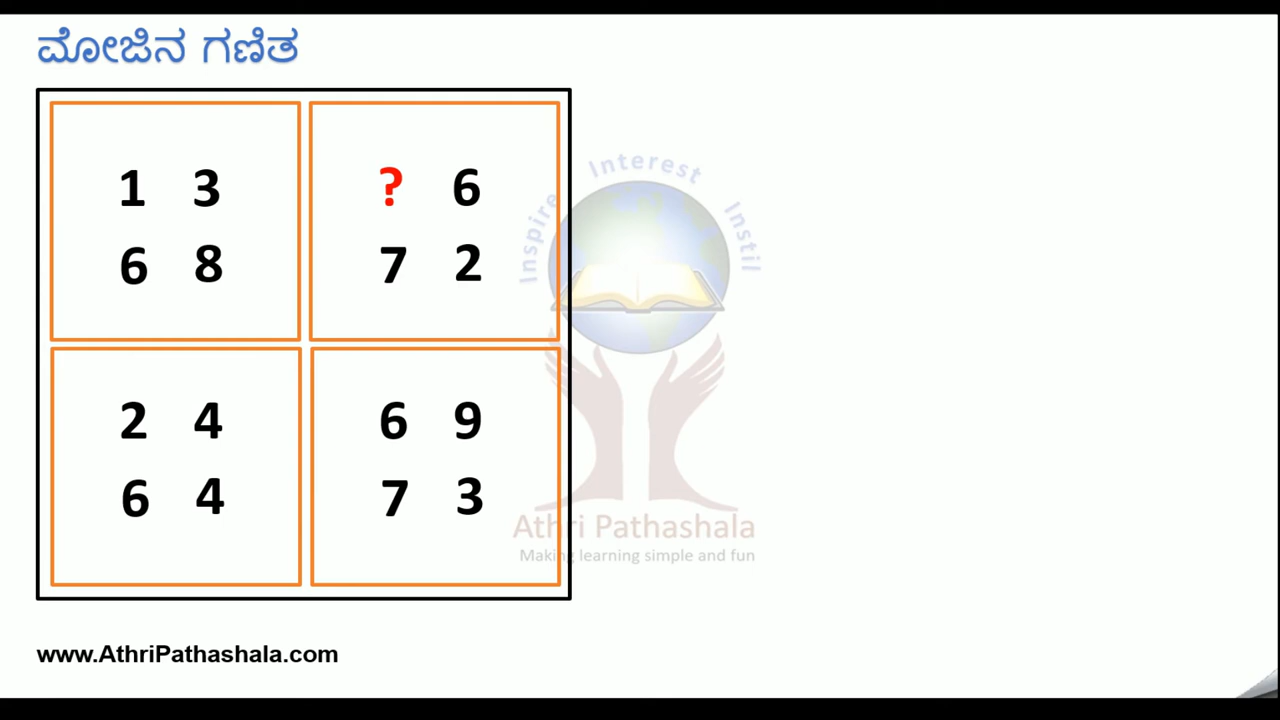 ಮೋಜಿನ ಗಣಿತ
1 3
6 8
? 6
7 2
2 4
6 4
6 9
7 3
Inspire Interest Instil
Athri Pathashala
Making learning simple and fun
www.AthriPathashala.com